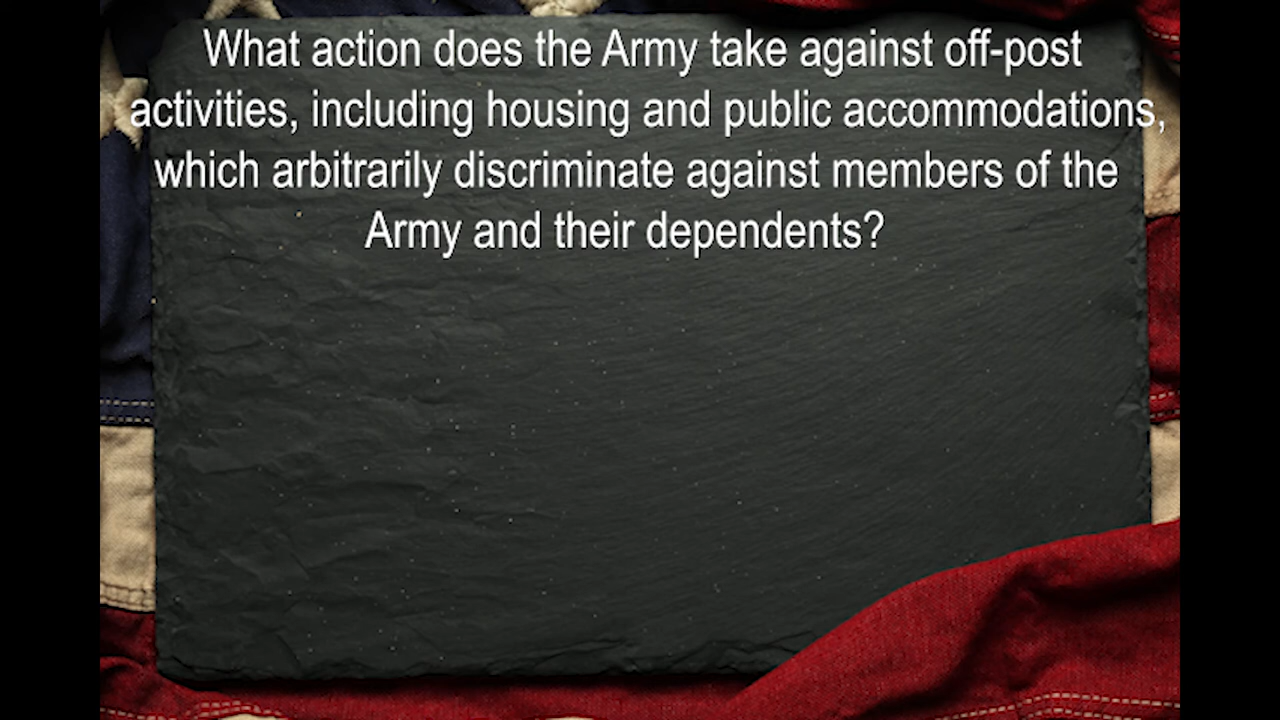 What action does the Army take against off-post
activities, including housing and public accommodations,
which arbitrarily discriminate against members of the
Army and their dependents?